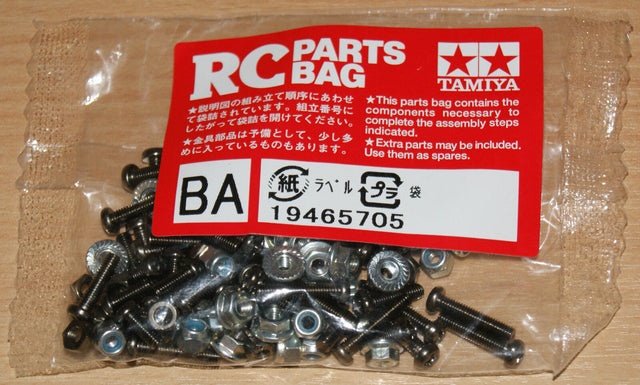 RC PARTS BAG
TAMIYA
★説明図の組み立て順序にあわせ
て袋詰されています。組立番号に
したがって袋詰を開けてください。
★金具部品は予備として、少し多
めに入っているものもあります。
★This parts bag contains the
components necessary to
complete the assembly steps
indicated.
★Extra parts may be included.
Use them as spares.
BA
紙 ラベル プラ 袋
19465705